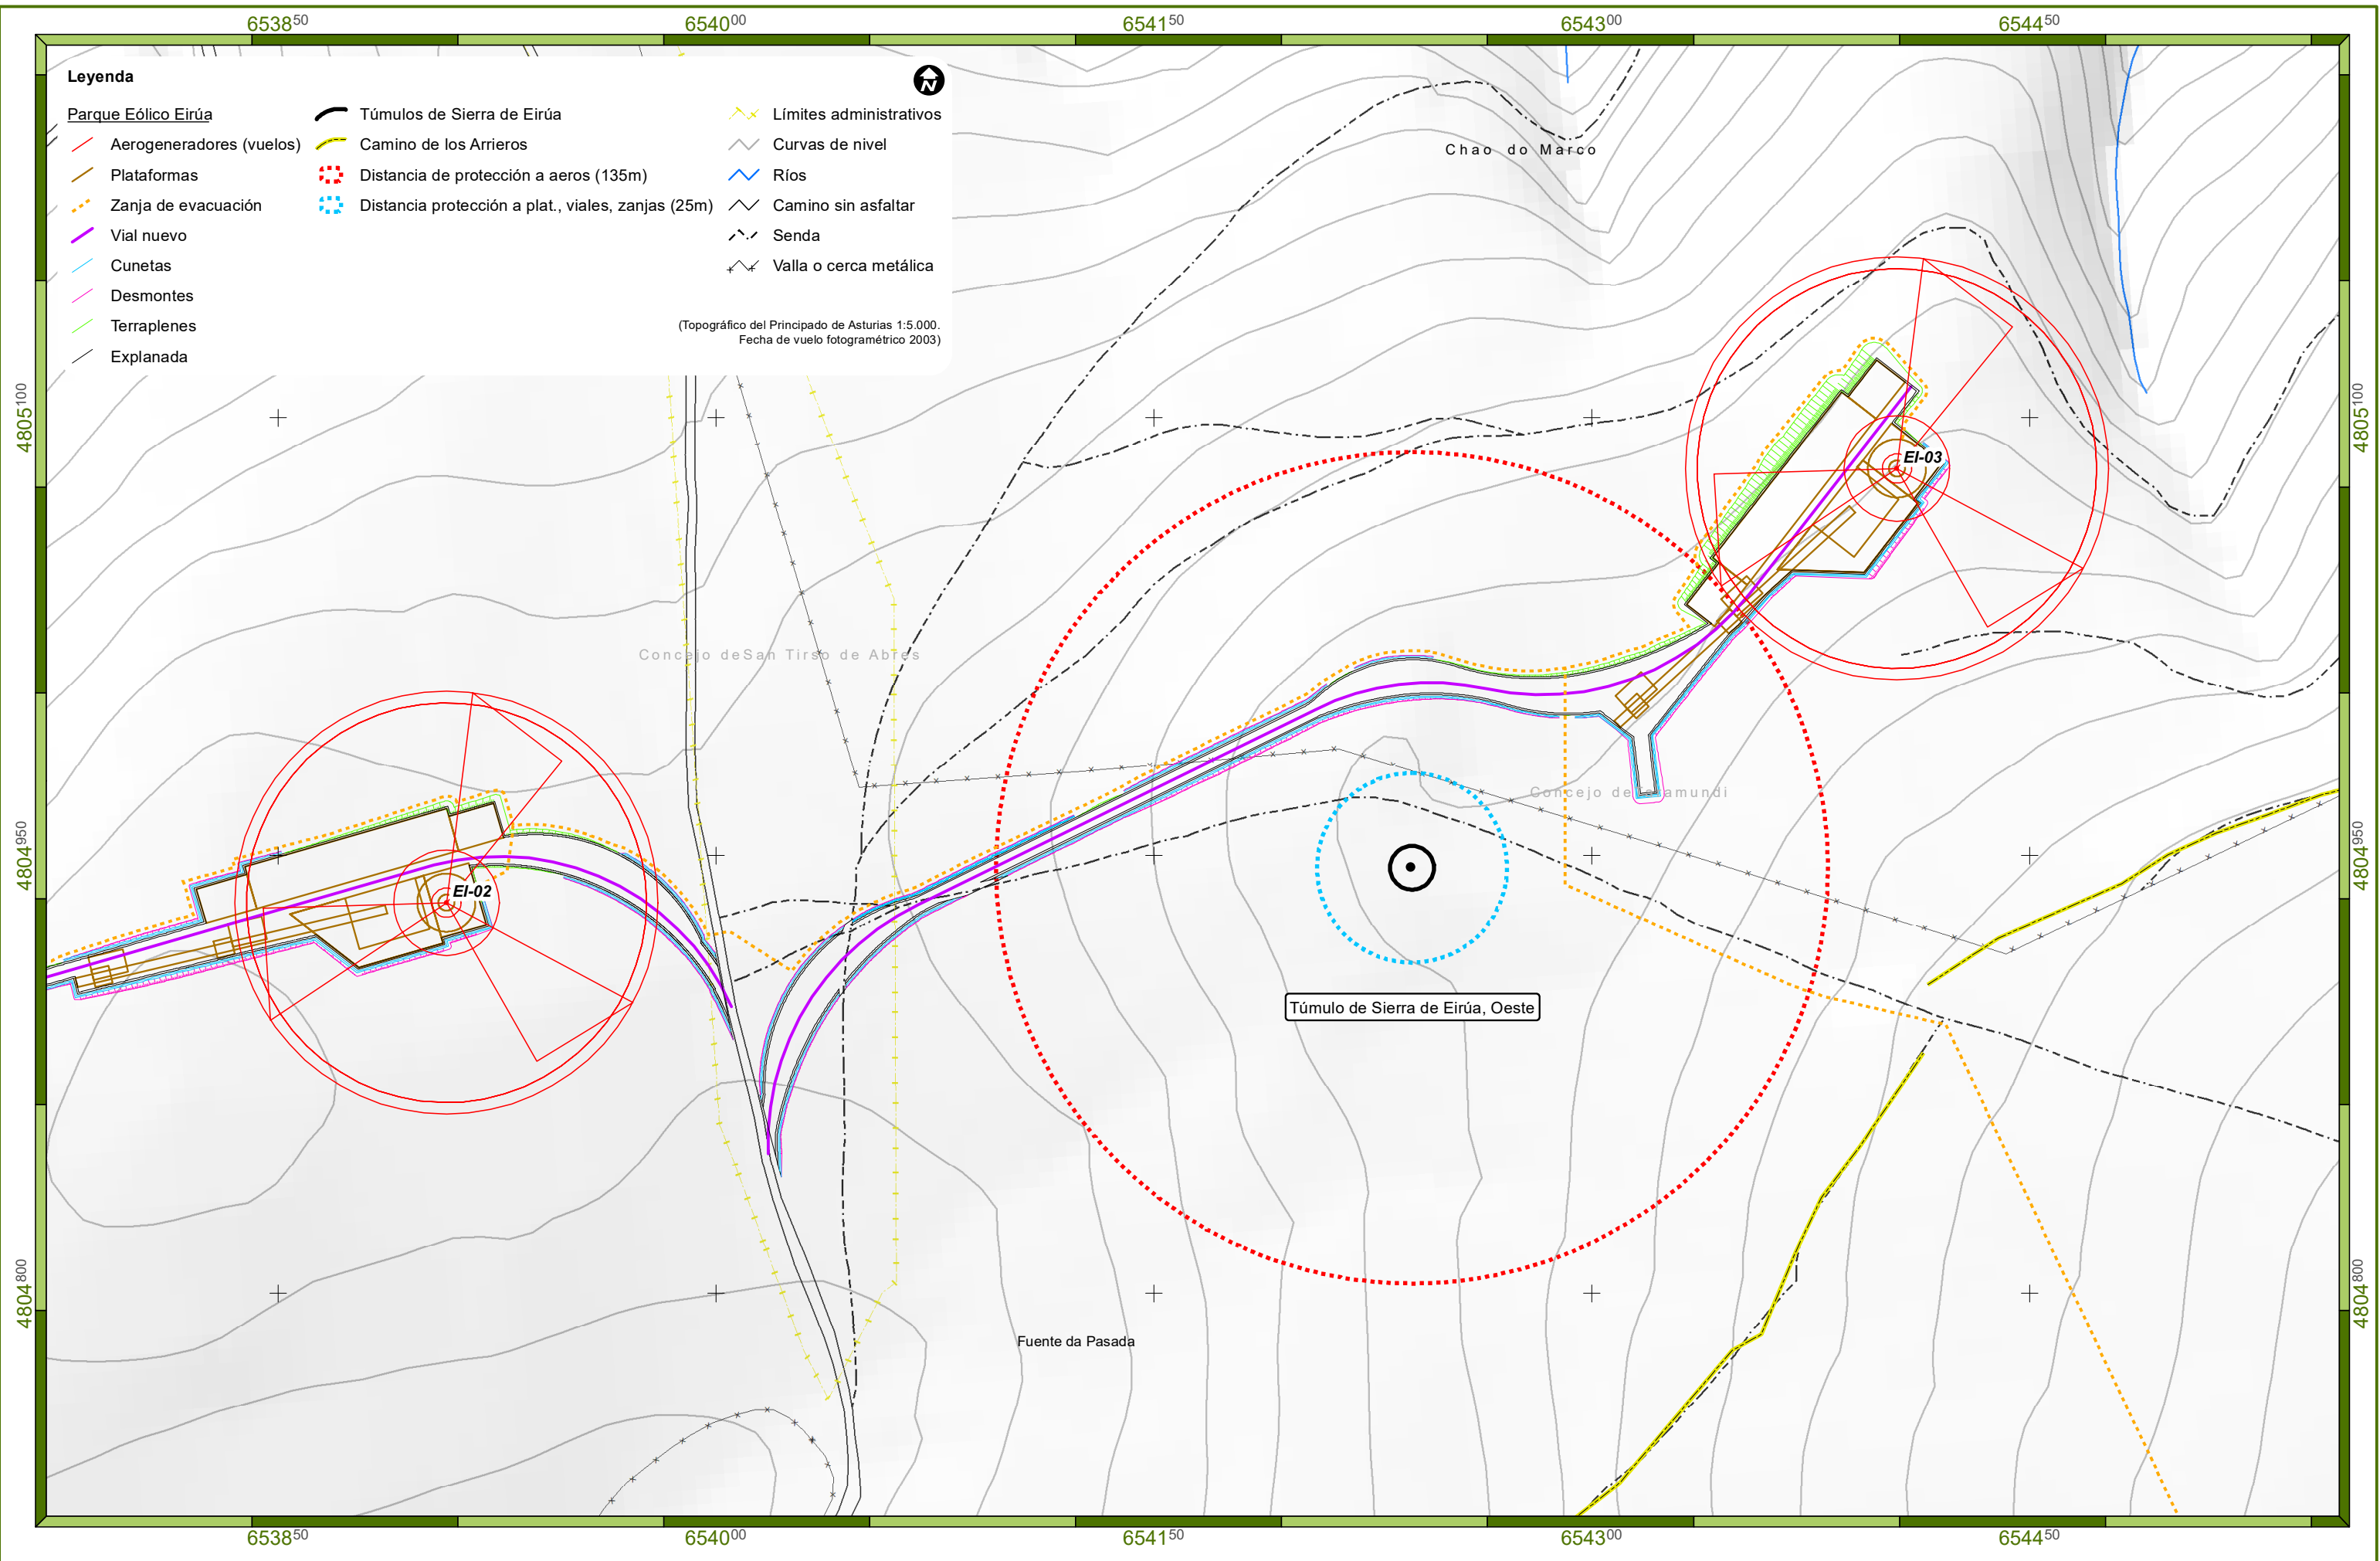 653850 654000 654150 654300 654450
Leyenda
N
Parque Eólico Eirúa
Aerogeneradores (vuelos)
Plataformas
Zanja de evacuación
Vial nuevo
Cunetas
Desmontes
Terraplenes
Explanada
Túmulos de Sierra de Eirúa
Camino de los Arrieros
Distancia de protección a aeros (135m)
Distancia protección a plat., viales, zanjas (25m)
Límites administrativos
Curvas de nivel
Ríos
Camino sin asfaltar
Senda
Valla o cerca metálica
(Topográfico del Principado de Asturias 1:5.000.
Fecha de vuelo fotogramétrico 2003)
Chao do Marco
4805100
4805100
EI-03
Concejo deSan Tirso de Abres
Concejo de
4804950
4804950
EI-02
Túmulo de Sierra de Eirúa, Oeste
4804800
4804800
Fuente da Pasada
653850 654000 654150 654300 654450